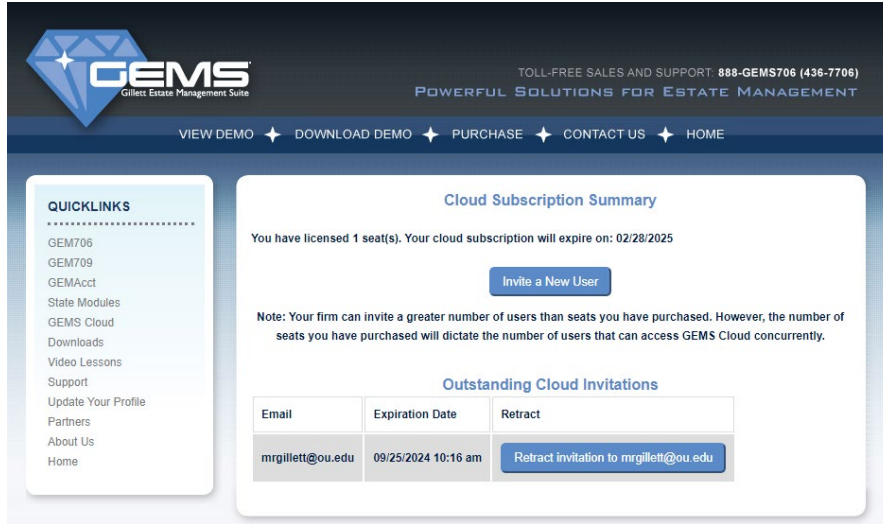 GEMS
Gillett Estate Management Suite
TOLL-FREE SALES AND SUPPORT: 888-GEMS706 (436-7706)
POWERFUL SOLUTIONS FOR ESTATE MANAGEMENT
VIEW DEMO DOWNLOAD DEMO PURCHASE CONTACT US HOME
QUICKLINKS
GEM706
GEM709
GEMAcct
State Modules
GEMS Cloud
Downloads
Video Lessons
Support
Update Your Profile
Partners
About Us
Home
Cloud Subscription Summary
You have licensed 1 seat(s). Your cloud subscription will expire on: 02/28/2025
Invite a New User
Note: Your firm can invite a greater number of users than seats you have purchased. However, the number of
seats you have purchased will dictate the number of users that can access GEMS Cloud concurrently.
Outstanding Cloud Invitations
Email Expiration Date Retract
mrgillett@ou.edu 09/25/2024 10:16 am Retract invitation to mrgillett@ou.edu